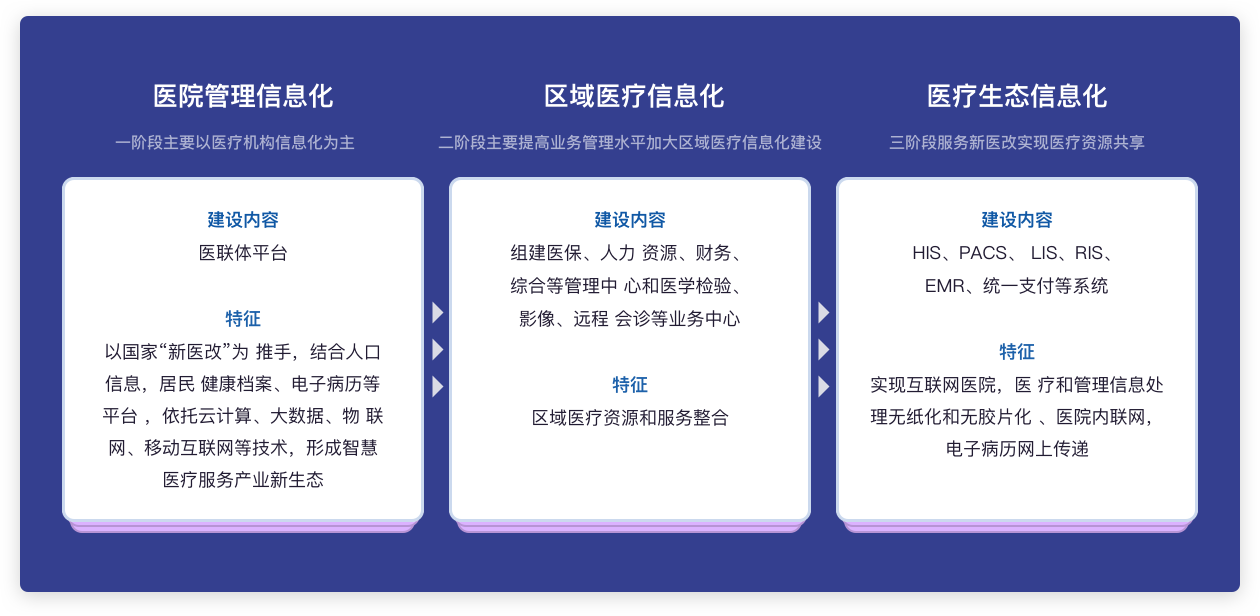 医院管理信息化
一阶段主要以医疗机构信息化为主
建设内容
医联体平台
特征
以国家“新医改”为 推手，结合人口
信息，居民 健康档案、电子病历等
平台 ，依托云计算、大数据、物 联
网、移动互联网等技术，形成智慧
医疗服务产业新生态
区域医疗信息化
二阶段主要提高业务管理水平加大区域医疗信息化建设
建设内容
组建医保、人力 资源、财务、
综合等管理中 心和医学检验、
影像、远程 会诊等业务中心
特征
区域医疗资源和服务整合
医疗生态信息化
三阶段服务新医改实现医疗资源共享
建设内容
HIS、PACS、 LIS、RIS、
EMR、统一支付等系统
特征
实现互联网医院，医 疗和管理信息处
理无纸化和无胶片化 、医院内联网，
电子病历网上传递